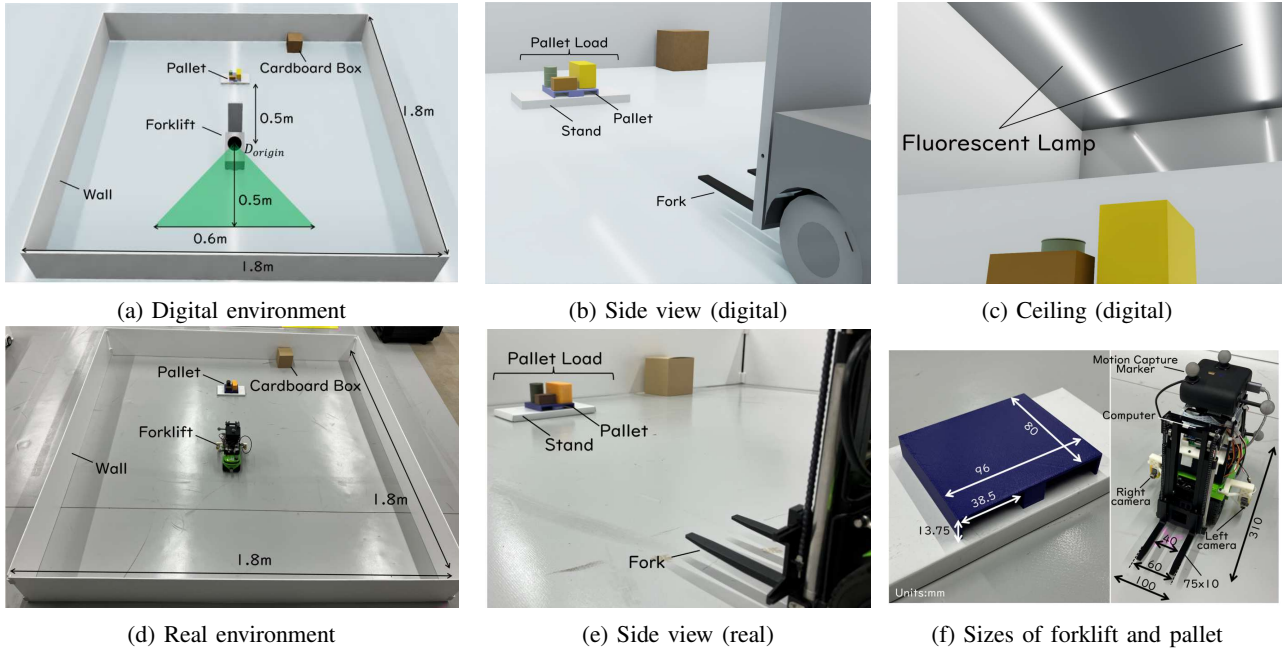 Pallet
Cardboard Box
0.5m
1.8m
Forklift
D_origin
Wall
0.5m
0.6m
1.8m
(a) Digital environment
Pallet Load
Pallet
Stand
Fork
(b) Side view (digital)
Fluorescent Lamp
(c) Ceiling (digital)
Pallet
Cardboard Box
Forklift
Wall
1.8m
1.8m
(d) Real environment
Pallet Load
Pallet
Stand
Fork
(e) Side view (real)
80
96
38.5
13.75
Units:mm
Motion Capture
Marker
Computer
Right
camera
Left
camera
310
40
60
75x10
100
(f) Sizes of forklift and pallet